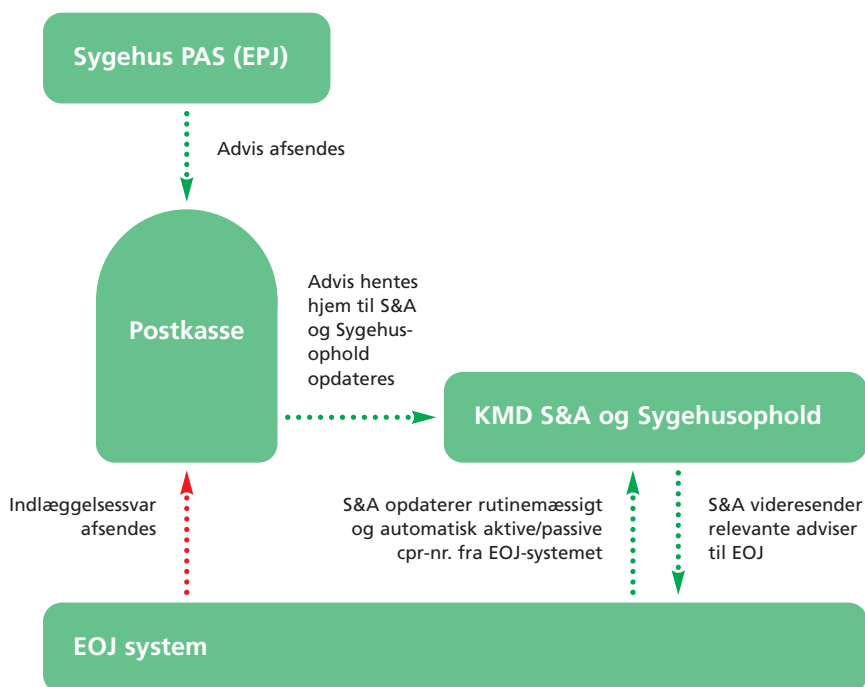 Sygehus PAS (EPJ)
Advis afsendes
Postkasse
Advis hentes
hjem til S&A
og Sygehus-
ophold
opdateres
KMD S&A og Sygehusophold
Indlæggelsessvar
afsendes
S&A opdaterer rutinemæssigt
og automatisk aktive/passive
cpr-nr. fra EOJ-systemet
S&A videresender
relevante adviser
til EOJ
EOJ system